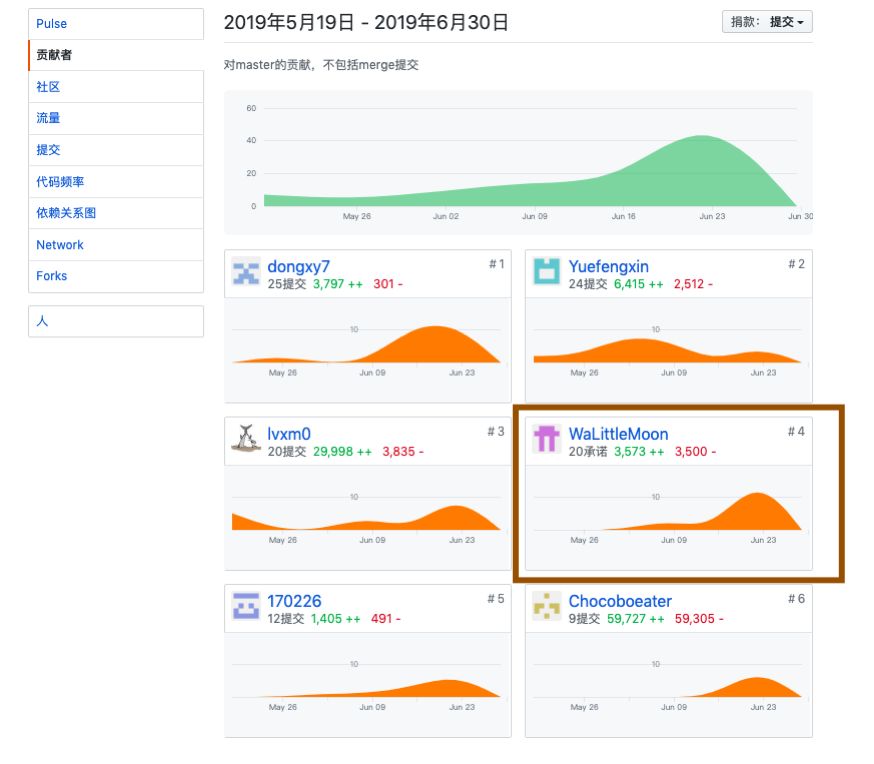 Pulse
贡献者
社区
流量
提交
代码频率
依赖关系图
Network
Forks
人
2019年5月19日 - 2019年6月30日
捐款: 提交
对master的贡献，不包括merge提交
60
40
20
0
May 26 Jun 02 Jun 09 Jun 16 Jun 23 Jun 30
dongxy7 #1
25提交 3,797 ++ 301 -
10
May 26 Jun 09 Jun 23
Yuefengxin #2
24提交 6,415 ++ 2,512 -
10
May 26 Jun 09 Jun 23
lvxm0 #3
20提交 29,998 ++ 3,835 -
10
May 26 Jun 09 Jun 23
WaLittleMoon #4
20承诺 3,573 ++ 3,500 -
10
May 26 Jun 09 Jun 23
170226 #5
12提交 1,405 ++ 491 -
10
May 26 Jun 09 Jun 23
Chocoboeater #6
9提交 59,727 ++ 59,305 -
10
May 26 Jun 09 Jun 23